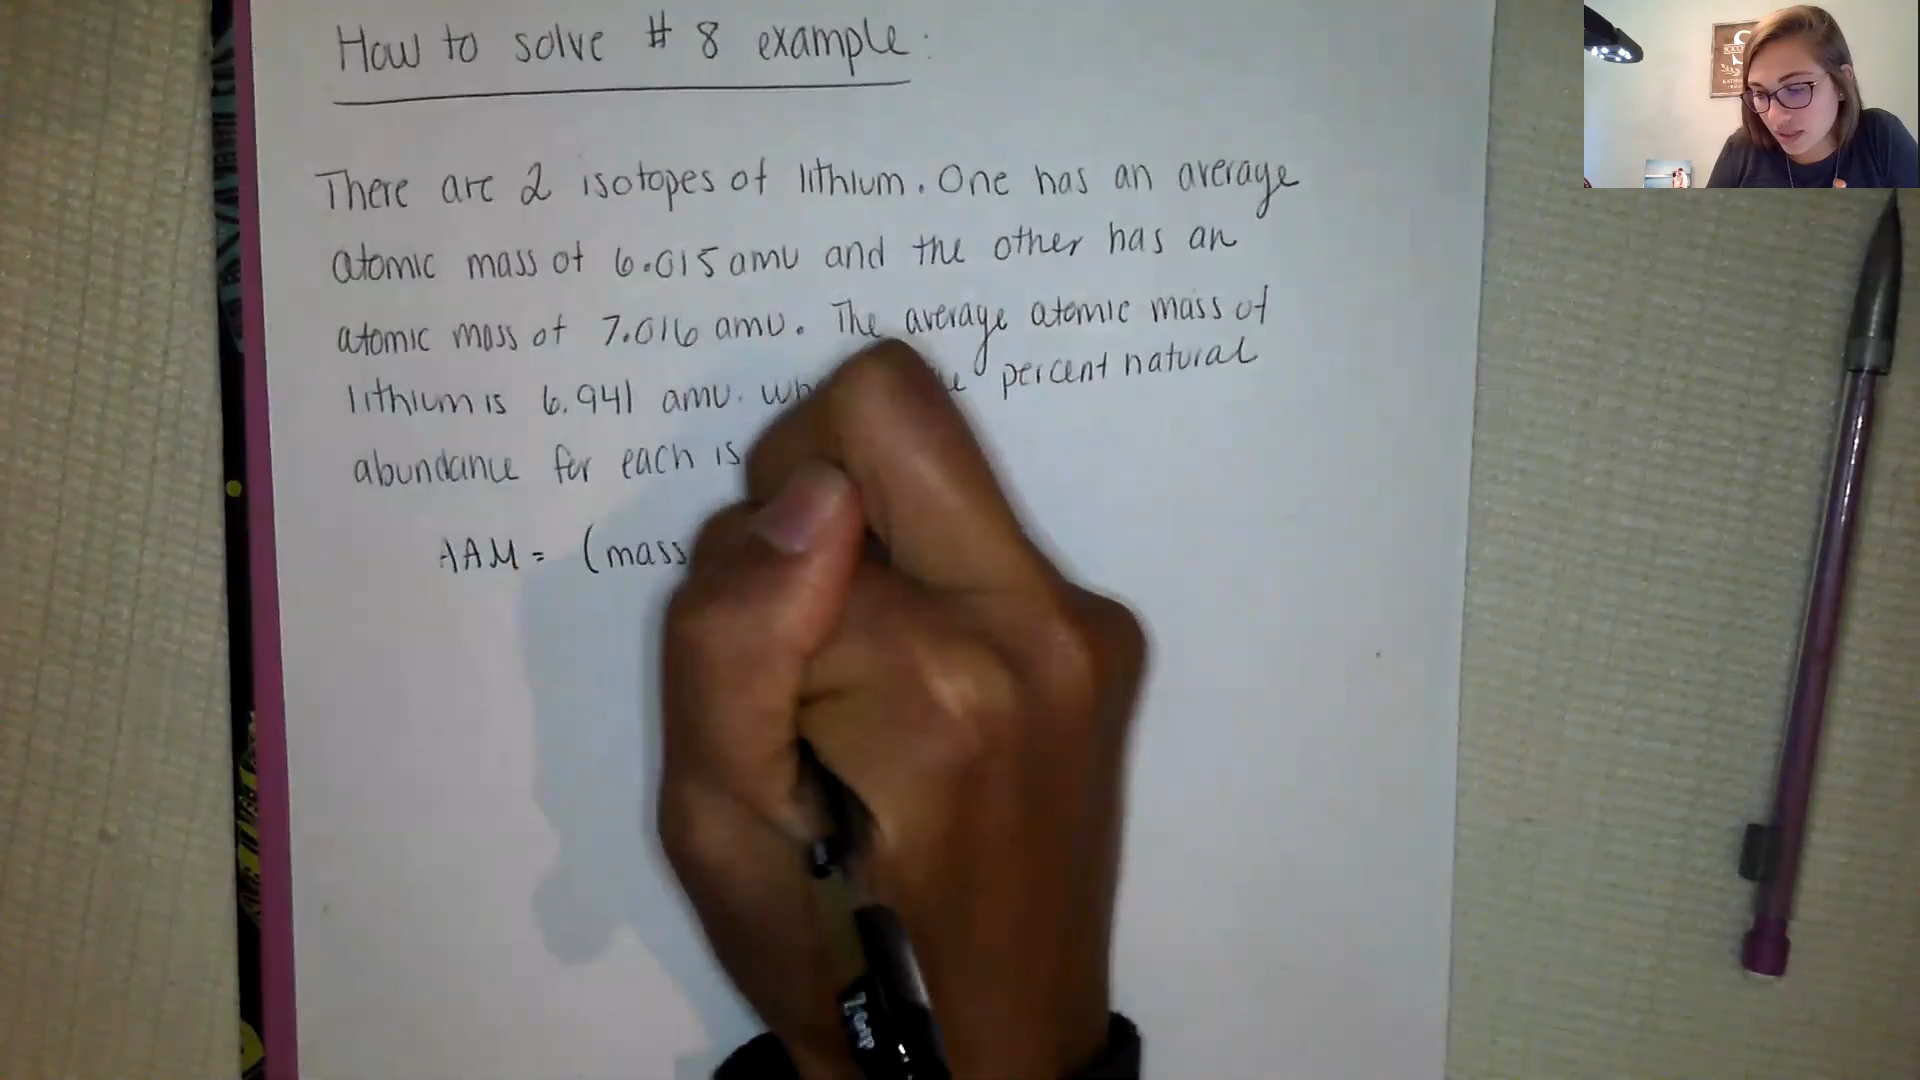 How to solve # 8 example:
There are 2 isotopes of lithium. One has an average
atomic mass of 6.015 amu and the other has an
atomic mass of 7.016 amu. The average atomic mass of
lithium is 6.941 amu. percent natural
abundance for each
AAM = (mass